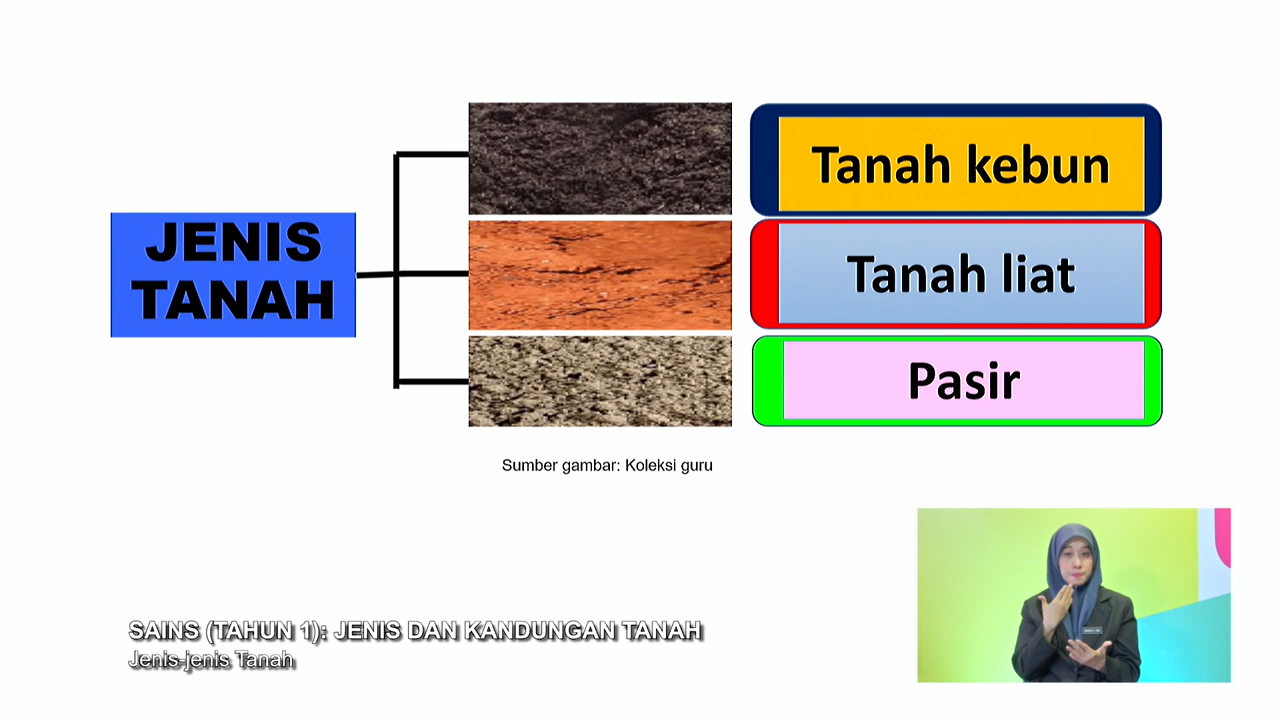 JENIS
TANAH
Tanah kebun
Tanah liat
Pasir
Sumber gambar: Koleksi guru
SAINS (TAHUN 1): JENIS DAN KANDUNGAN TANAH
Jenis-jenis Tanah